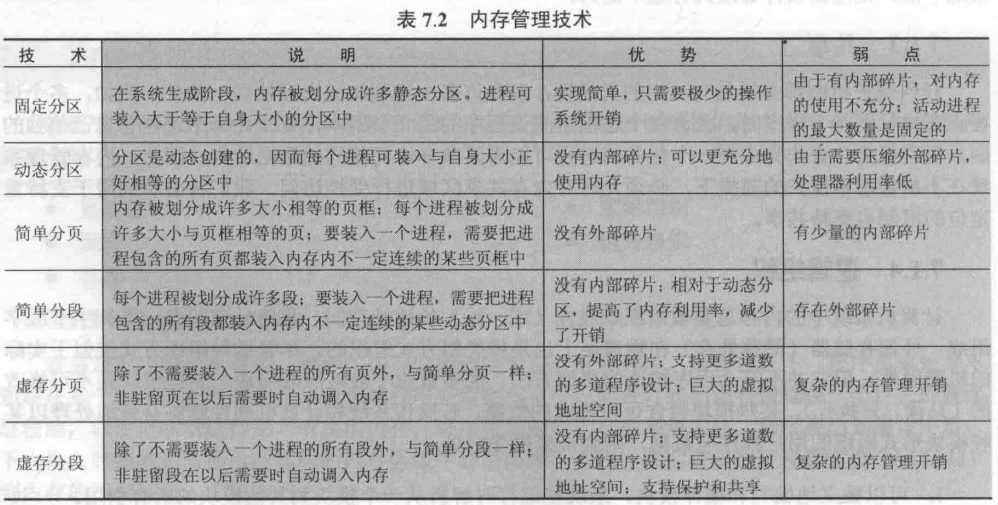 表 7.2 内存管理技术
技 术 说 明 优 势 弱 点
固定分区
在系统生成阶段，内存被划分成许多静态分区。进程可
装入大于等于自身大小的分区中
实现简单，只需要极少的操作
系统开销
由于有内部碎片，对内存
的使用不充分，活动进程
的最大数量是固定的
动态分区
分区是动态创建的，因而每个进程可装入与自身大小正
好相等的分区中
没有内部碎片；可以更充分地
使用内存
由于需要压缩外部碎片，
处理器利用率低
简单分页
内存被划分成许多大小相等的页框；每个进程被划分成
许多大小与页框相等的页；要装入一个进程，需要把进
程包含的所有页都装入内存内不一定连续的某些页框中
没有外部碎片
有少量的内部碎片
简单分段
每个进程被划分成许多段；要装入一个进程，需要把进程
包含的所有段都装入内存内不一定连续的某些动态分区中
没有内部碎片；相对于动态分
区，提高了内存利用率，减少
了开销
存在外部碎片
虚存分页
除了不需要装入一个进程的所有页外，与简单分页一样；
非驻留页在以后需要时自动调入内存
没有外部碎片；支持更多道数
的多道程序设计；巨大的虚拟
地址空间
复杂的内存管理开销
虚存分段
除了不需要装入一个进程的所有段外，与简单分段一样；
非驻留段在以后需要时自动调入内存
没有内部碎片；支持更多道数
的多道程序设计；巨大的虚拟
地址空间；支持保护和共享
复杂的内存管理开销